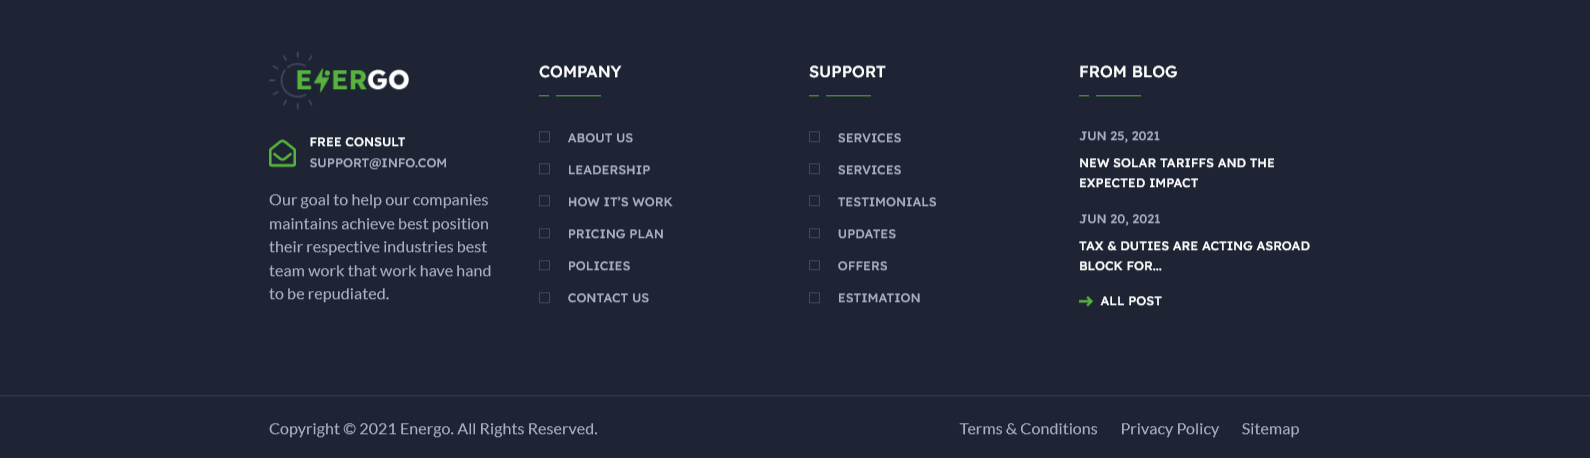 ENERGO
FREE CONSULT
SUPPORT@INFO.COM
Our goal to help our companies
maintains achieve best position
their respective industries best
team work that work have hand
to be repudiated.
COMPANY
ABOUT US
LEADERSHIP
HOW IT'S WORK
PRICING PLAN
POLICIES
CONTACT US
SUPPORT
SERVICES
SERVICES
TESTIMONIALS
UPDATES
OFFERS
ESTIMATION
FROM BLOG
JUN 25, 2021
NEW SOLAR TARIFFS AND THE
EXPECTED IMPACT
JUN 20, 2021
TAX & DUTIES ARE ACTING ASROAD
BLOCK FOR...
ALL POST
Copyright © 2021 Energo. All Rights Reserved.
Terms & Conditions Privacy Policy Sitemap